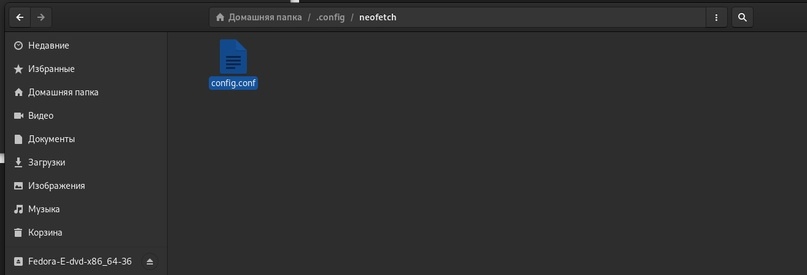 Домашняя папка / .config / neofetch
config.conf
Недавние
Избранные
Домашняя папка
Видео
Документы
Загрузки
Изображения
Музыка
Корзина
Fedora-E-dvd-x86_64-36